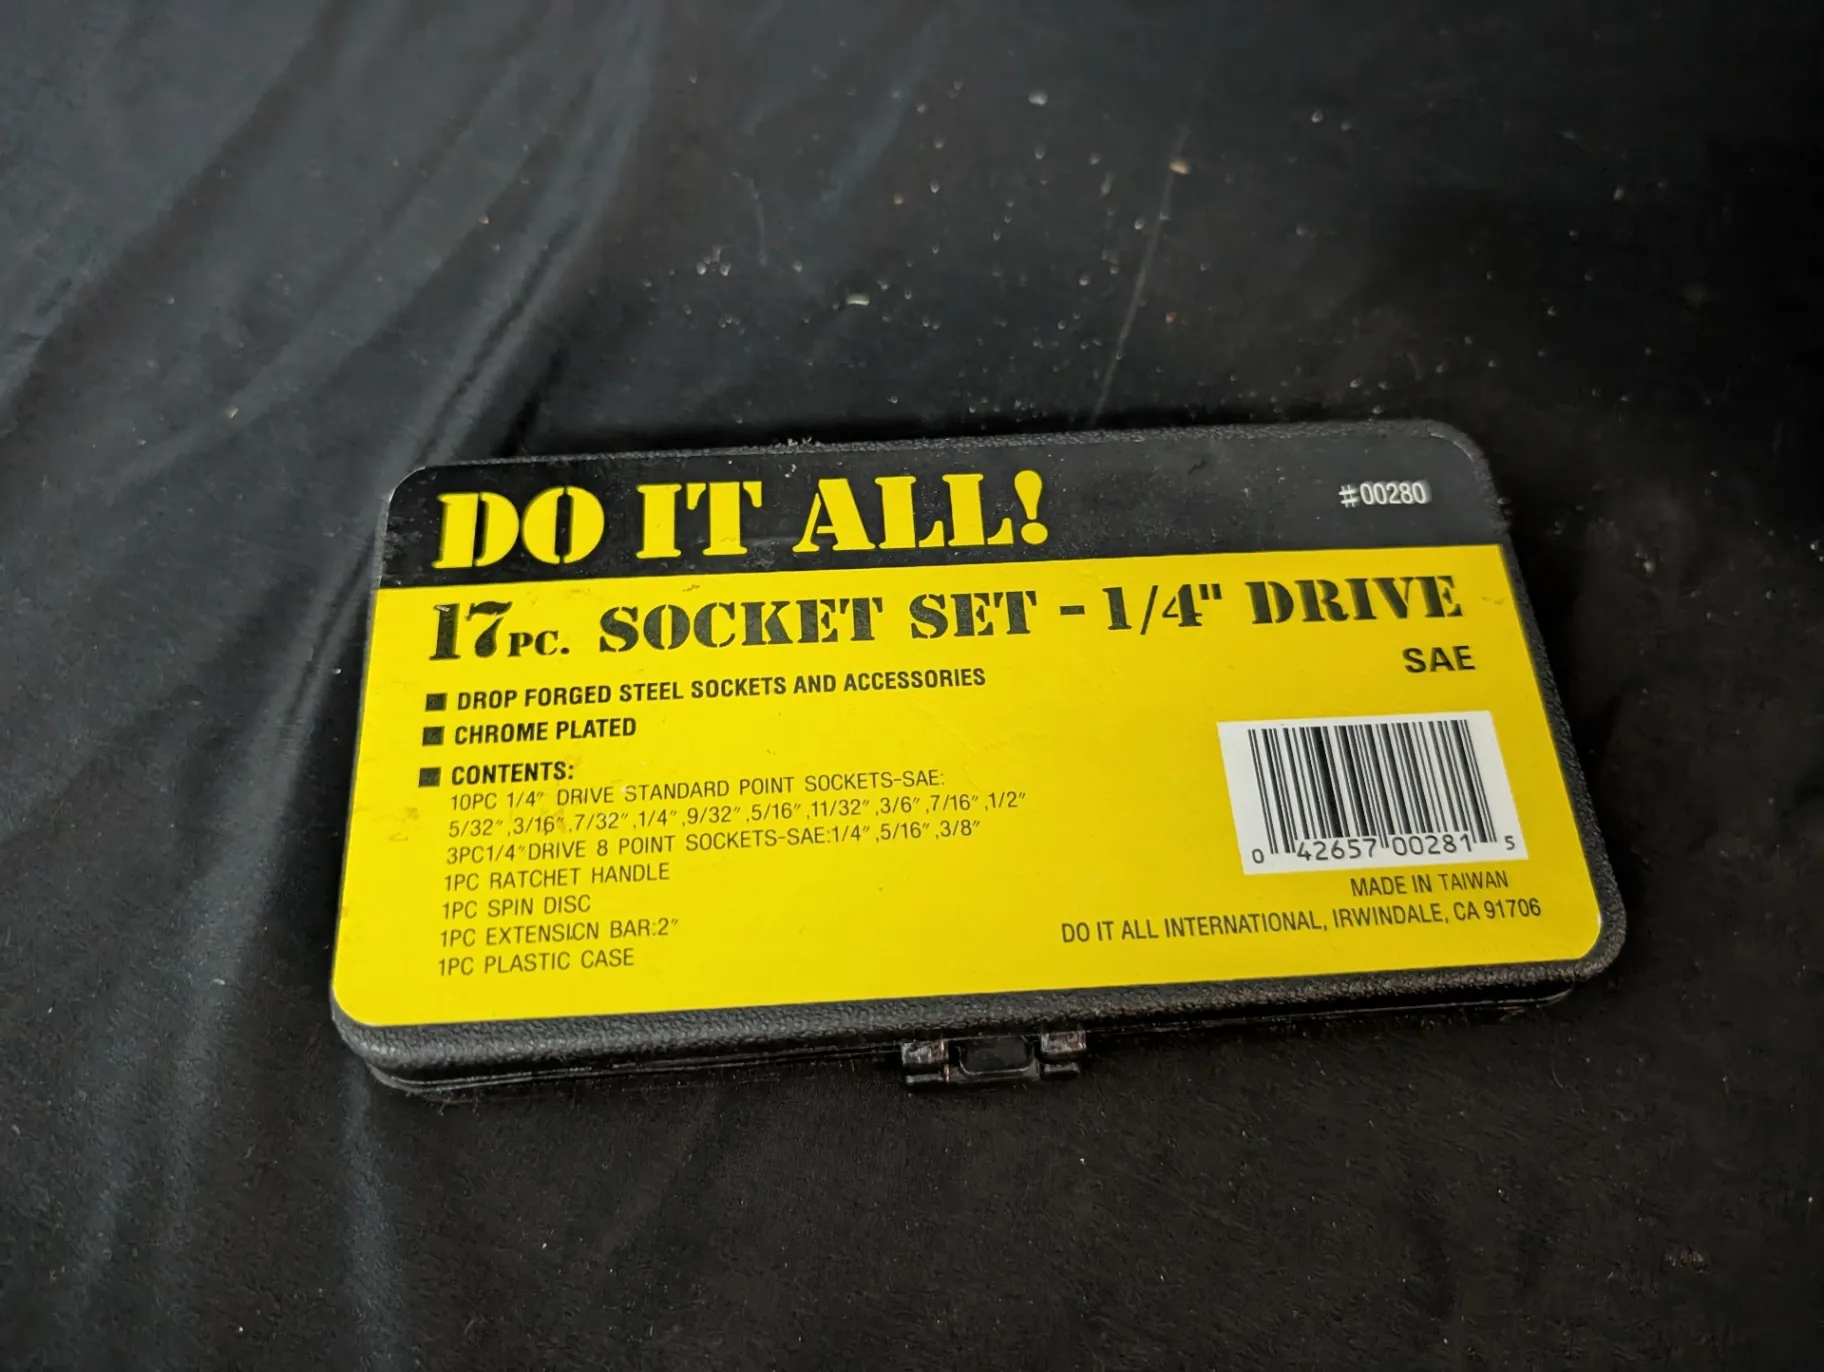 DO IT ALL!
#00280
17PC. SOCKET SET - 1/4" DRIVE
SAE
DROP FORGED STEEL SOCKETS AND ACCESSORIES
CHROME PLATED
CONTENTS:
10PC 1/4" DRIVE STANDARD POINT SOCKETS-SAE:
5/32",3/16",7/32",1/4",9/32",5/16",11/32",3/6",7/16",1/2"
3PC1/4"DRIVE 8 POINT SOCKETS-SAE:1/4",5/16",3/8"
1PC RATCHET HANDLE
1PC SPIN DISC
1PC EXTENSICN BAR:2"
1PC PLASTIC CASE
0 42657 00281 5
MADE IN TAIWAN
DO IT ALL INTERNATIONAL, IRWINDALE, CA 91706